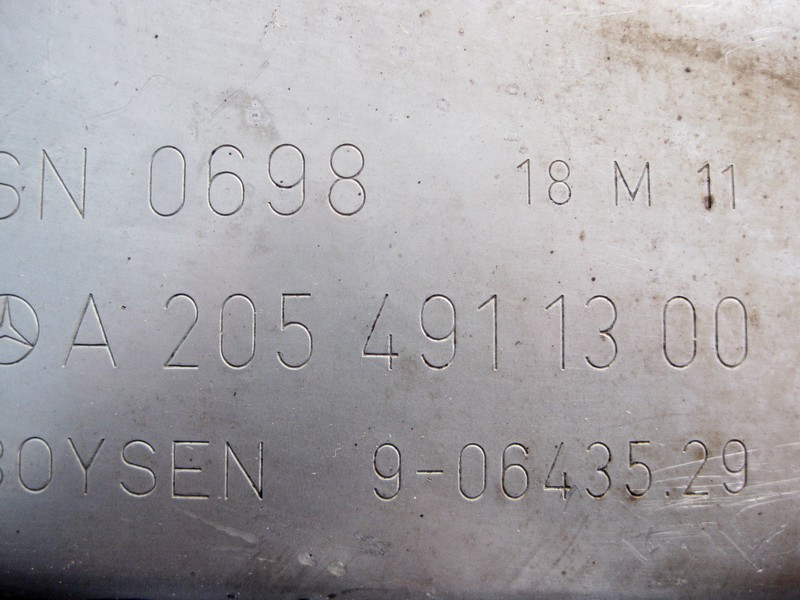 SN 0698 18 M 11
A 205 491 13 00
BOYSEN 9-06435.29